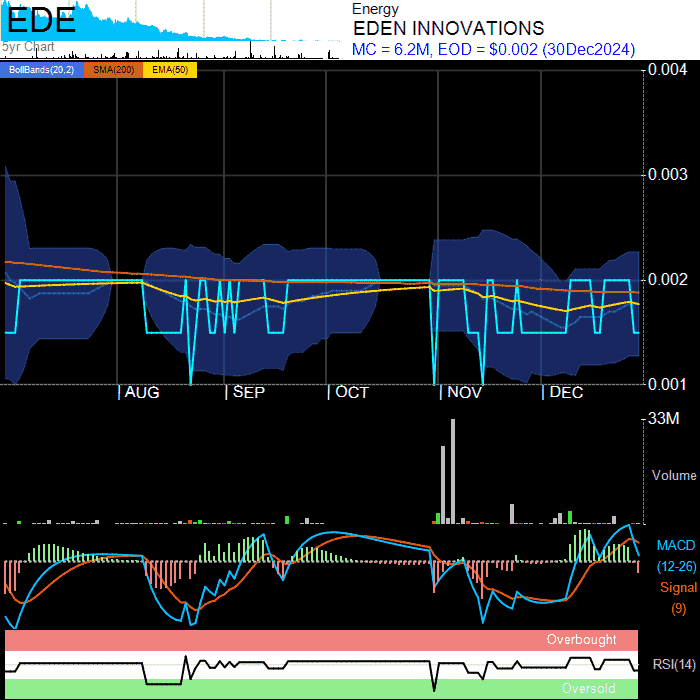 EDE
5yr Chart
Energy
EDEN INNOVATIONS
MC = 6.2M, EOD = $0.002 (30Dec2024)
BollBands(20,2) SMA(200) EMA(50)
0.004
0.003
0.002
0.001
| AUG | SEP | OCT | NOV | DEC
33M
Volume
MACD
(12-26)
Signal
(9)
Overbought
RSI(14)
Oversold